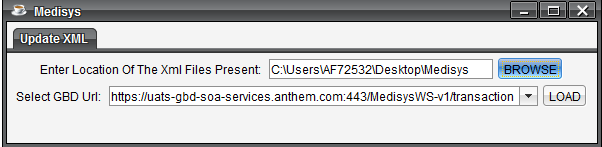 Medisys
Update XML
Enter Location Of The Xml Files Present: C:\Users\AF72532\Desktop\Medisys BROWSE
Select GBD Url: https://uats-gbd-soa-services.anthem.com:443/MedisysWS-v1/transaction LOAD